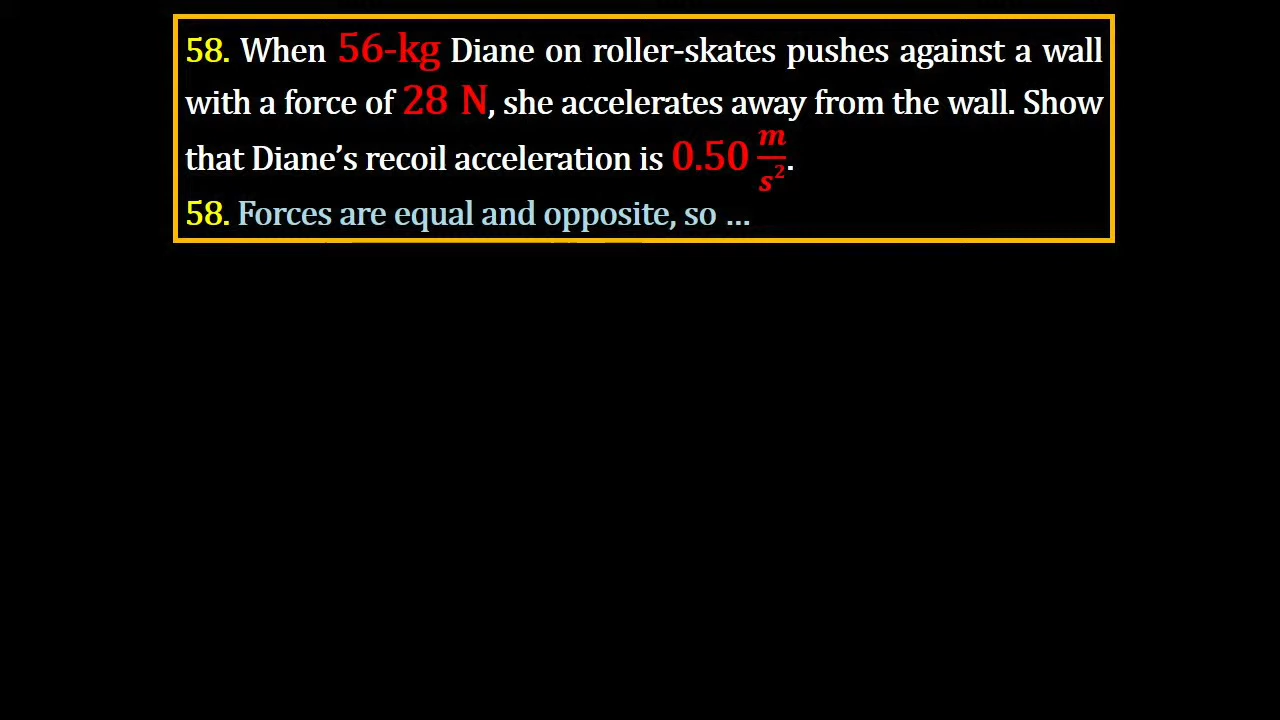 58. When 56-kg Diane on roller-skates pushes against a wall
with a force of 28 N, she accelerates away from the wall. Show
that Diane’s recoil acceleration is 0.50 m/s².
58. Forces are equal and opposite, so ...